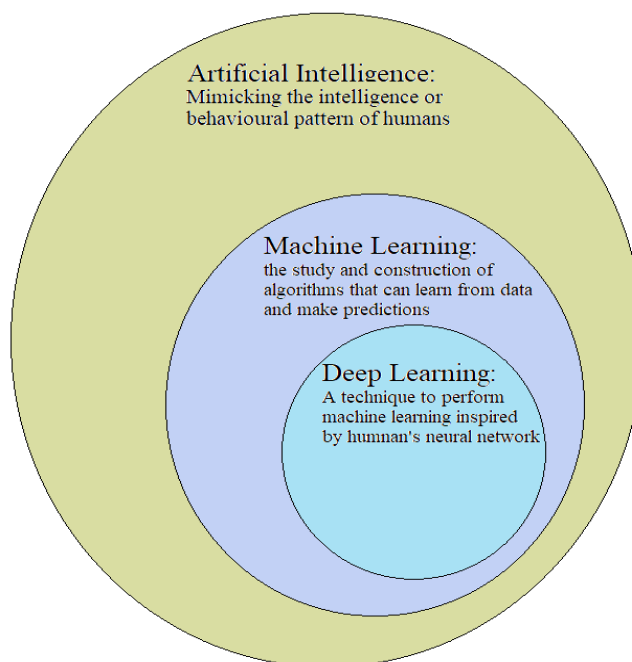 Artificial Intelligence:
Mimicking the intelligence or
behavioural pattern of humans
Machine Learning:
the study and construction of
algorithms that can learn from data
and make predictions
Deep Learning:
A technique to perform
machine learning inspired
by humnan's neural network